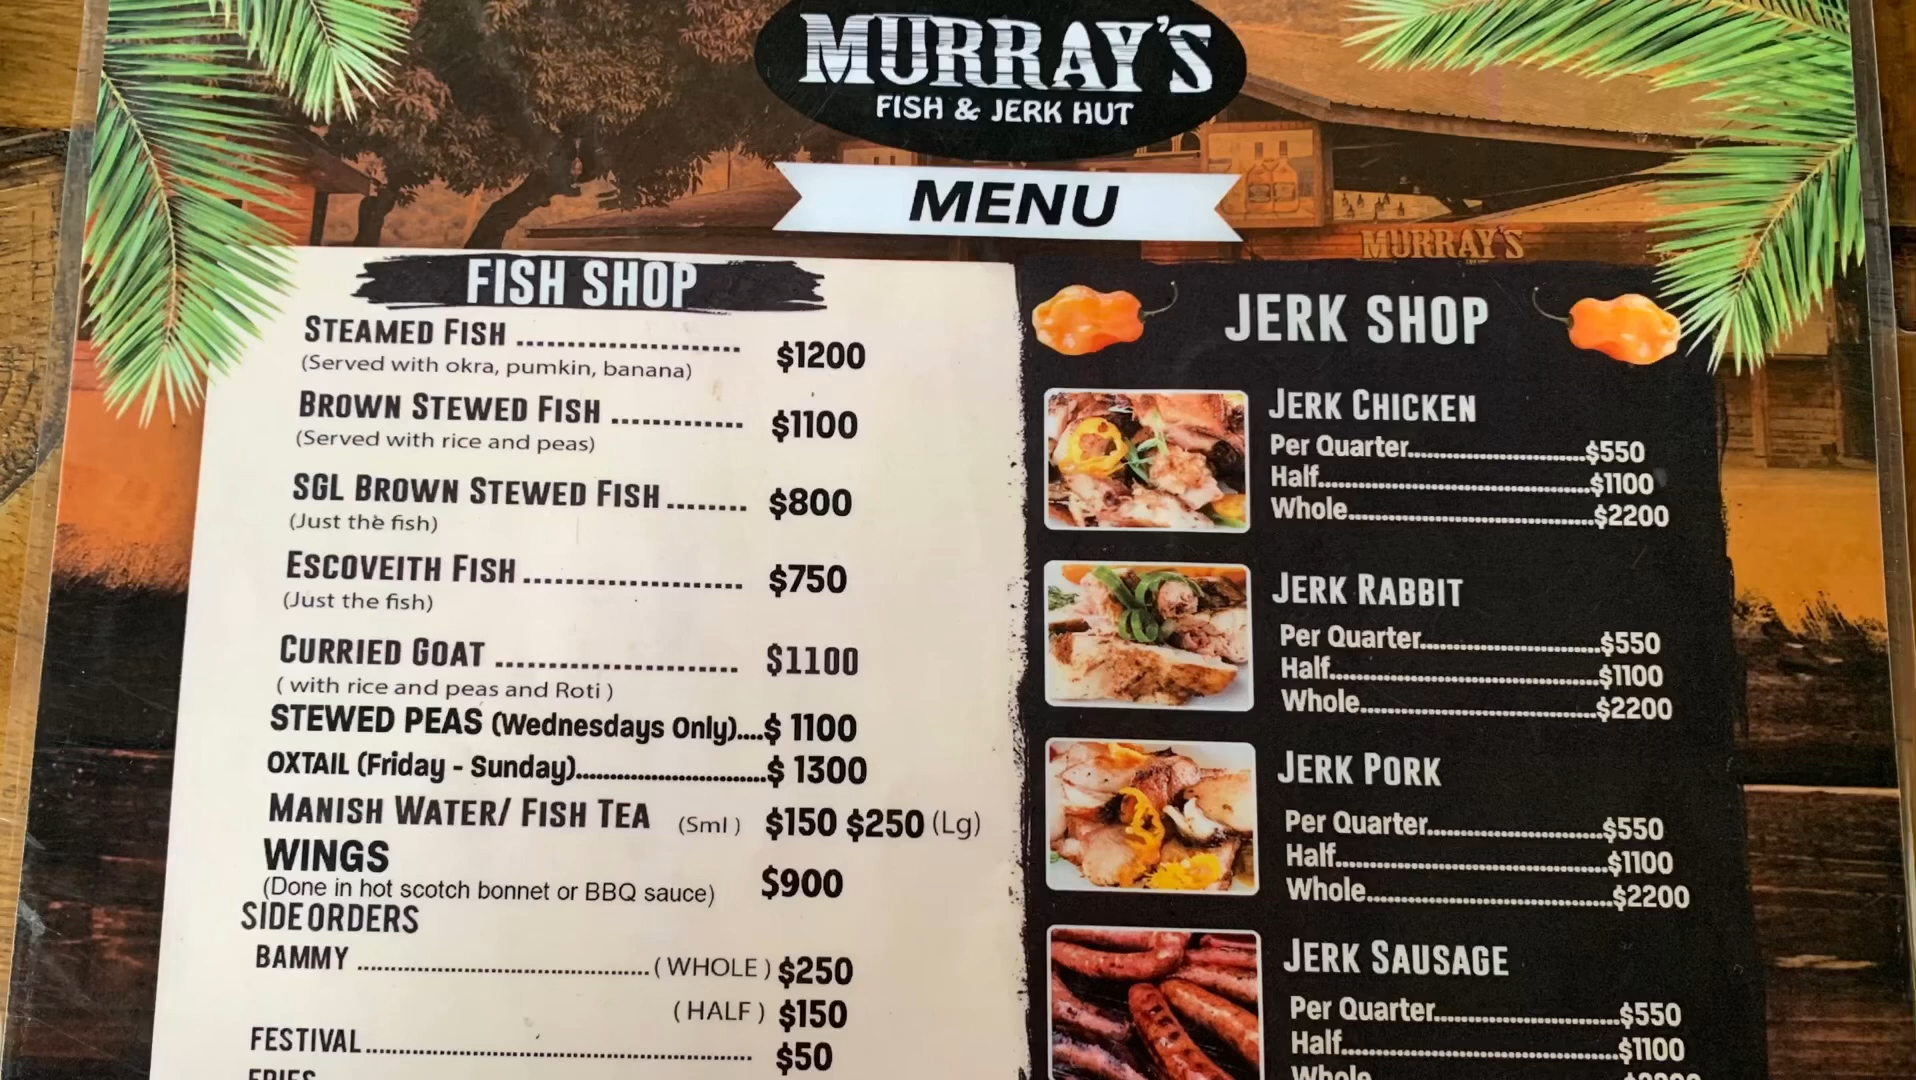 MURRAY'S
FISH & JERK HUT
MENU
MURRAY'S
FISH SHOP
STEAMED FISH ........................ $1200
(Served with okra, pumkin, banana)
BROWN STEWED FISH .............. $1100
(Served with rice and peas)
SGL BROWN STEWED FISH ........ $800
(Just the fish)
ESCOVEITH FISH ....................... $750
(Just the fish)
CURRIED GOAT .......................... $1100
( with rice and peas and Roti )
STEWED PEAS (Wednesdays Only)....$ 1100
OXTAIL (Friday - Sunday)..............................$ 1300
MANISH WATER/ FISH TEA (Sml ) $150 $250 (Lg)
WINGS $900
(Done in hot scotch bonnet or BBQ sauce)
SIDE ORDERS
BAMMY ................................................ ( WHOLE ) $250
( HALF ) $150
FESTIVAL ................................................ $50
FRIES
JERK SHOP
JERK CHICKEN
Per Quarter..............................$550
Half..............................$1100
Whole..............................$2200
JERK RABBIT
Per Quarter..............................$550
Half..............................$1100
Whole..............................$2200
JERK PORK
Per Quarter..............................$550
Half..............................$1100
Whole..............................$2200
JERK SAUSAGE
Per Quarter..............................$550
Half..............................$1100
Whole